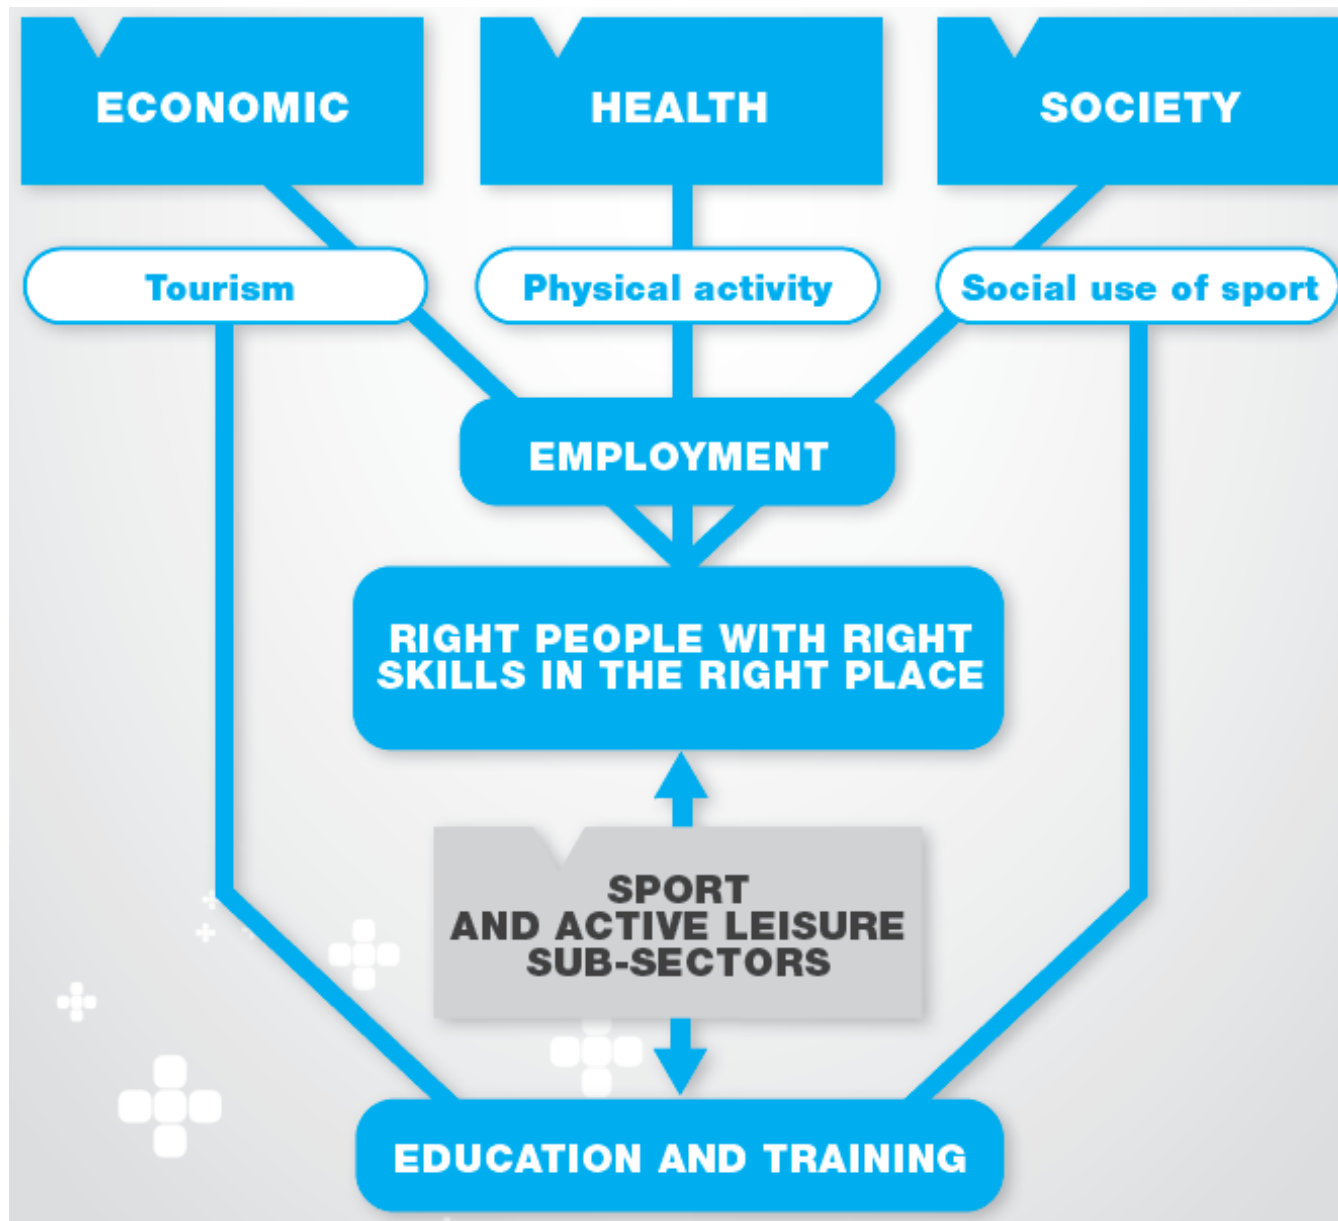 ECONOMIC
HEALTH
SOCIETY
Tourism
Physical activity
Social use of sport
EMPLOYMENT
RIGHT PEOPLE WITH RIGHT
SKILLS IN THE RIGHT PLACE
SPORT
AND ACTIVE LEISURE
SUB-SECTORS
EDUCATION AND TRAINING